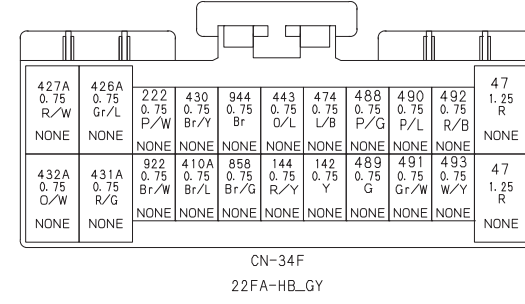 427A 426A 222 430 944 443 474 488 490 492 47
0.75 0.75 0.75 0.75 0.75 0.75 0.75 0.75 0.75 0.75 1.25
R/W Gr/L P/W Br/Y Br O/L L/B P/G P/L R/B R
NONE NONE NONE NONE NONE NONE NONE NONE NONE NONE NONE
432A 431A 922 410A 858 144 142 489 491 493 47
0.75 0.75 0.75 0.75 0.75 0.75 0.75 0.75 0.75 0.75 1.25
O/W R/G Br/W Br/L Br/G R/Y Y G Gr/W W/Y R
NONE NONE NONE NONE NONE NONE NONE NONE NONE NONE NONE
CN-34F
22FA-HB_GY